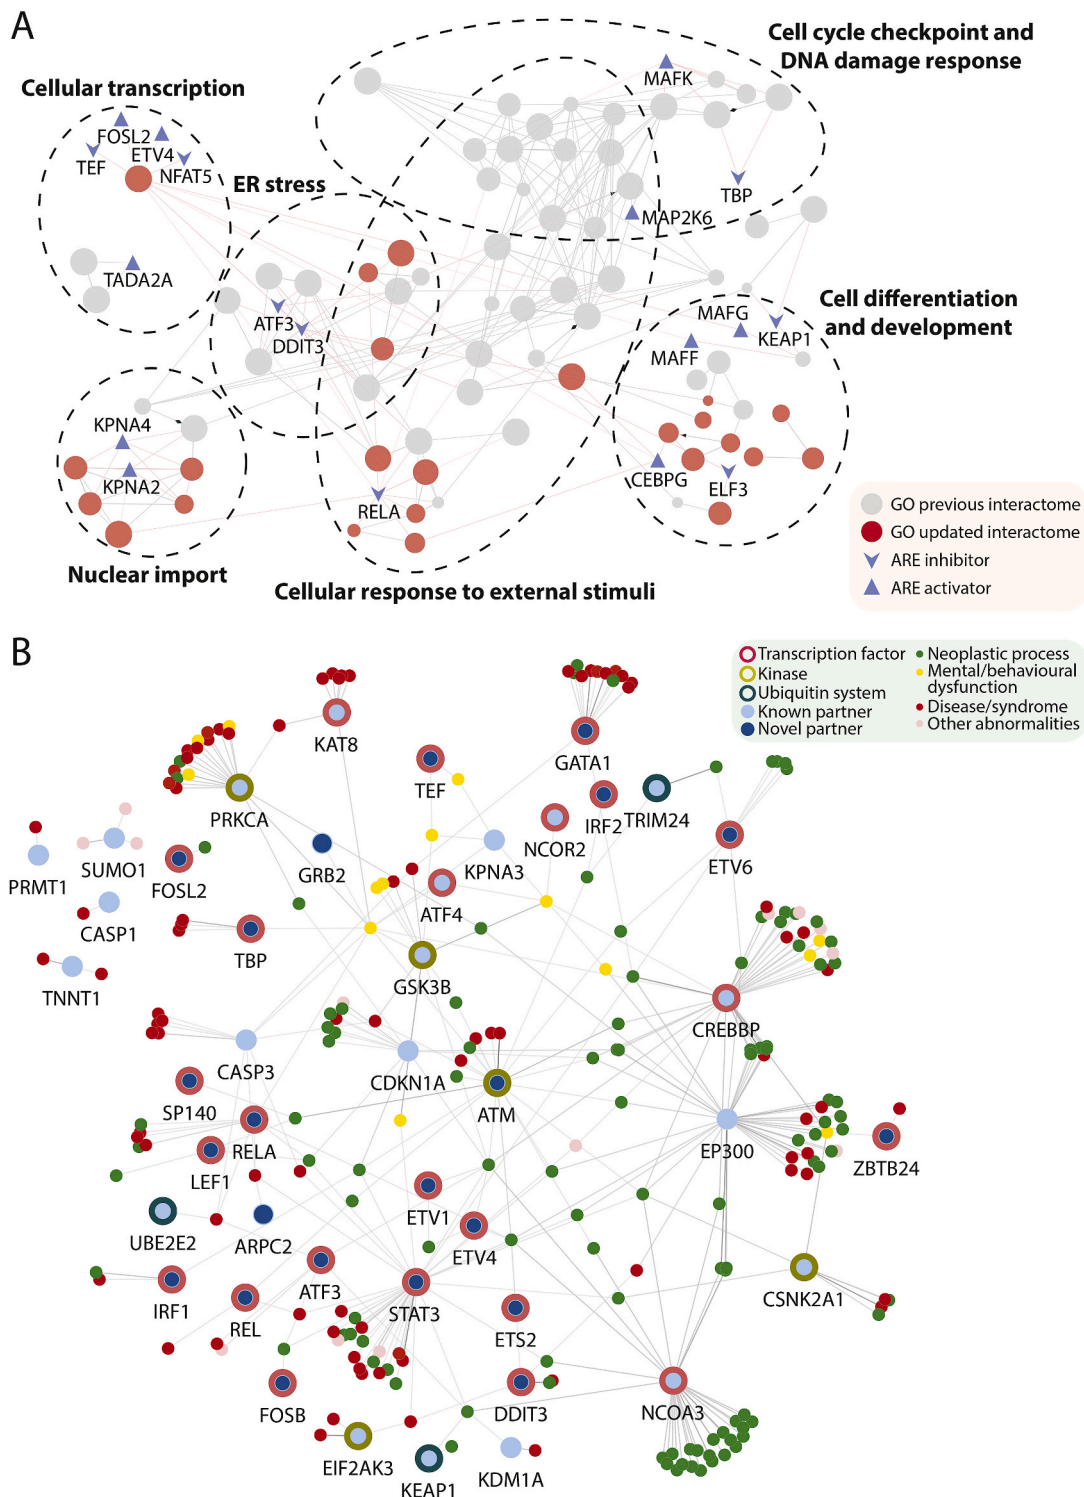 A
Cell cycle checkpoint and
DNA damage response
Cellular transcription
MAFK
FOSL2
ETV4
TEF
NFAT5
ER stress
TBP
MAP2K6
TADA2A
ATF3
DDIT3
MAFG
KEAP1
MAFF
Cell differentiation
and development
KPNA4
KPNA2
CEBPG
ELF3
RELA
Nuclear import
Cellular response to external stimuli
GO previous interactome
GO updated interactome
ARE inhibitor
ARE activator
B
Transcription factor
Kinase
Ubiquitin system
Known partner
Novel partner
Neoplastic process
Mental/behavioural
dysfunction
Disease/syndrome
Other abnormalities
KAT8
GATA1
TEF
PRKCA
IRF2
TRIM24
NCOR2
ETV6
SUMO1
PRMT1
FOSL2
GRB2
KPNA3
CASP1
ATF4
TBP
TNNT1
GSK3B
CREBBP
CASP3
CDKN1A
SP140
ATM
RELA
EP300
ZBTB24
LEF1
ETV1
UBE2E2
ARPC2
ETV4
IRF1
ATF3
CSNK2A1
REL
STAT3
ETS2
FOSB
DDIT3
NCOA3
EIF2AK3
KEAP1
KDM1A